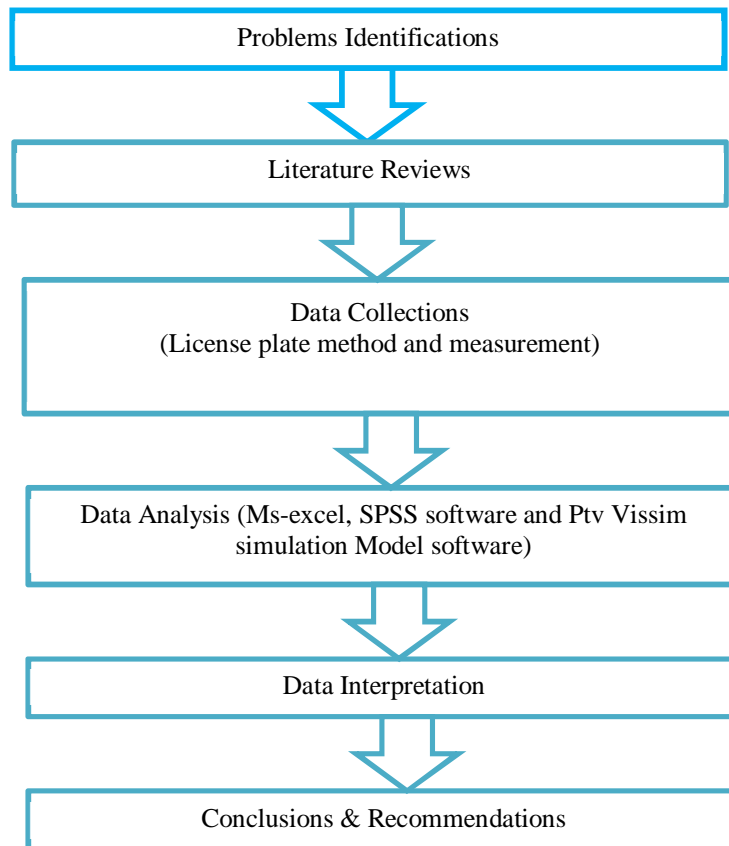 Problems Identifications
Literature Reviews
Data Collections
(License plate method and measurement)
Data Analysis (Ms-excel, SPSS software and Ptv Vissim
simulation Model software)
Data Interpretation
Conclusions & Recommendations